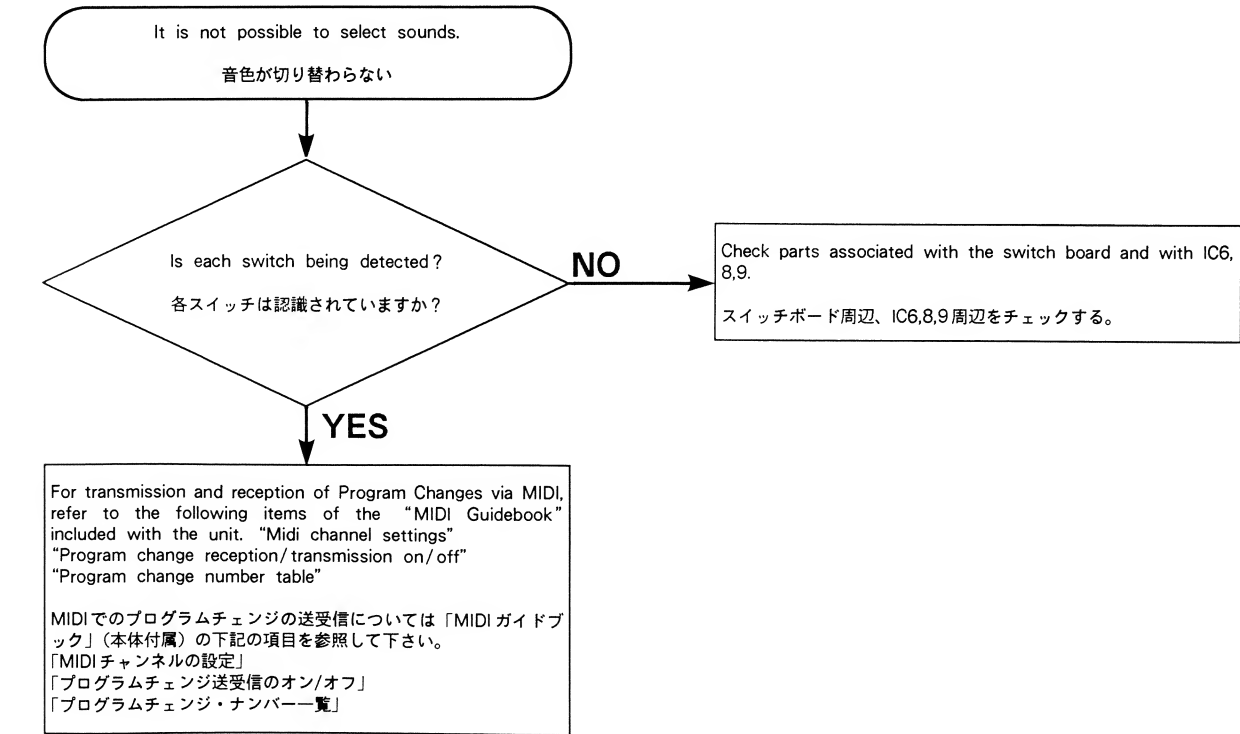 It is not possible to select sounds.
音色が切り替わらない
Is each switch being detected?
各スイッチは認識されていますか?
NO
Check parts associated with the switch board and with IC6,
8,9.
スイッチボード周辺、IC6,8,9周辺をチェックする。
YES
For transmission and reception of Program Changes via MIDI,
refer to the following items of the “MIDI Guidebook”
included with the unit. “Midi channel settings”
“Program change reception/transmission on/off”
“Program change number table”
MIDIでのプログラムチェンジの送受信については「MIDIガイドブ
ック」(本体付属)の下記の項目を参照して下さい。
「MIDIチャンネルの設定」
「プログラムチェンジ送受信のオン/オフ」
「プログラムチェンジ・ナンバー一覧」